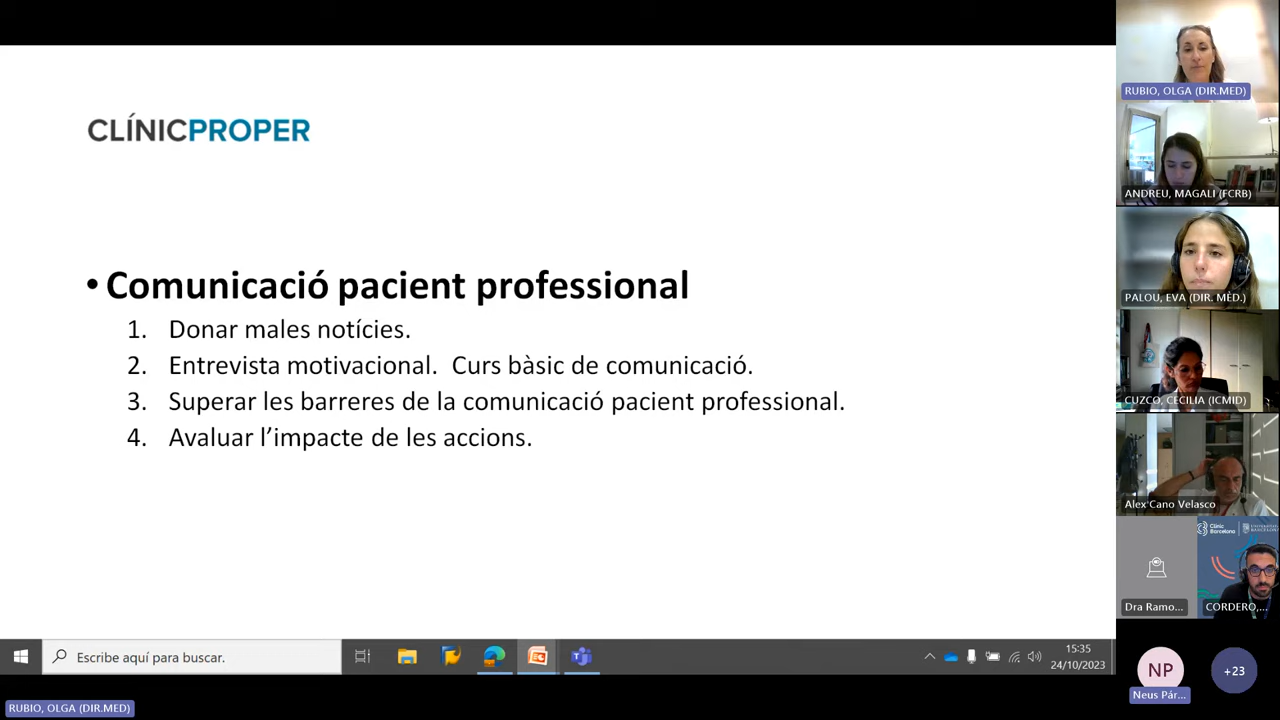 CLÍNICPROPER
• Comunicació pacient professional
1. Donar males notícies.
2. Entrevista motivacional. Curs bàsic de comunicació.
3. Superar les barreres de la comunicació pacient professional.
4. Avaluar l’impacte de les accions.
Escribe aquí para buscar.
15:35
24/10/2023
RUBIO, OLGA (DIR.MED)
RUBIO, OLGA (DIR.MED)
ANDREU, MAGALI (FCRB)
PALOU, EVA (DIR. MÈD.)
CUZCO, CECILIA (ICMID)
Alex Cano Velasco
Clínic
Barcelona
Dra Ramo...
CORDERO,...
NP
+23
Neus Pár...